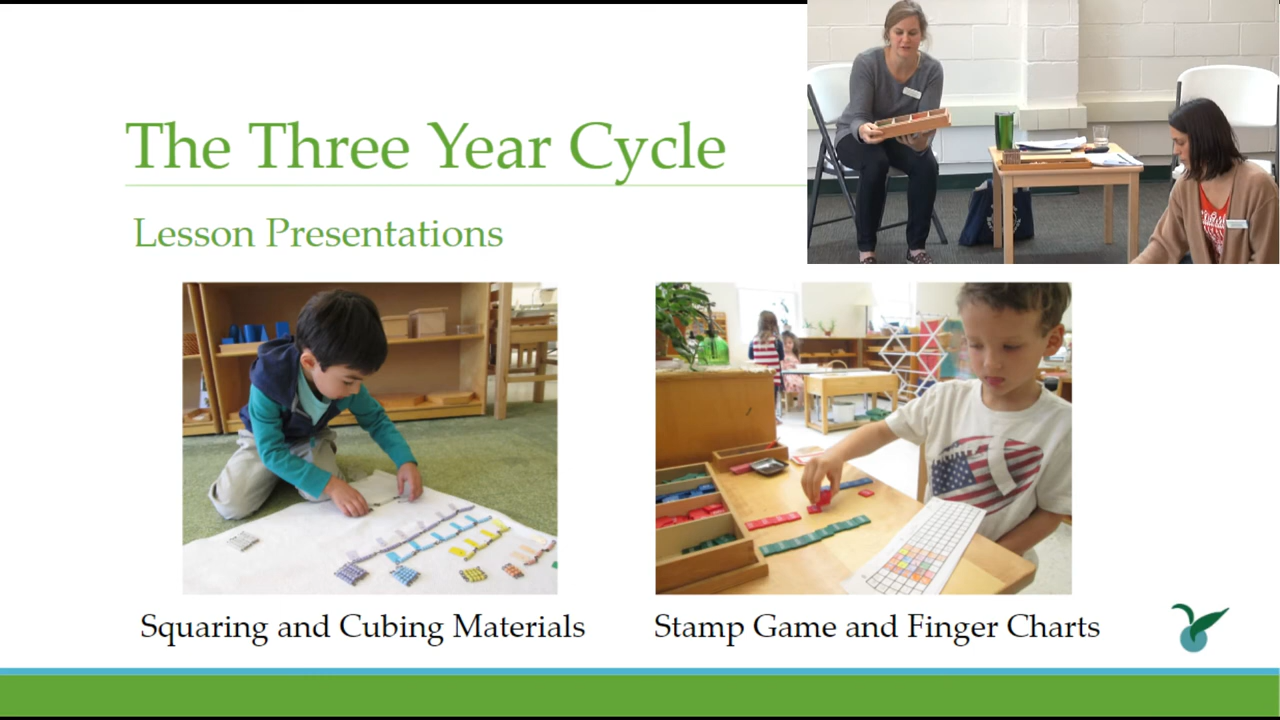 The Three Year Cycle
Lesson Presentations
Squaring and Cubing Materials
Stamp Game and Finger Charts